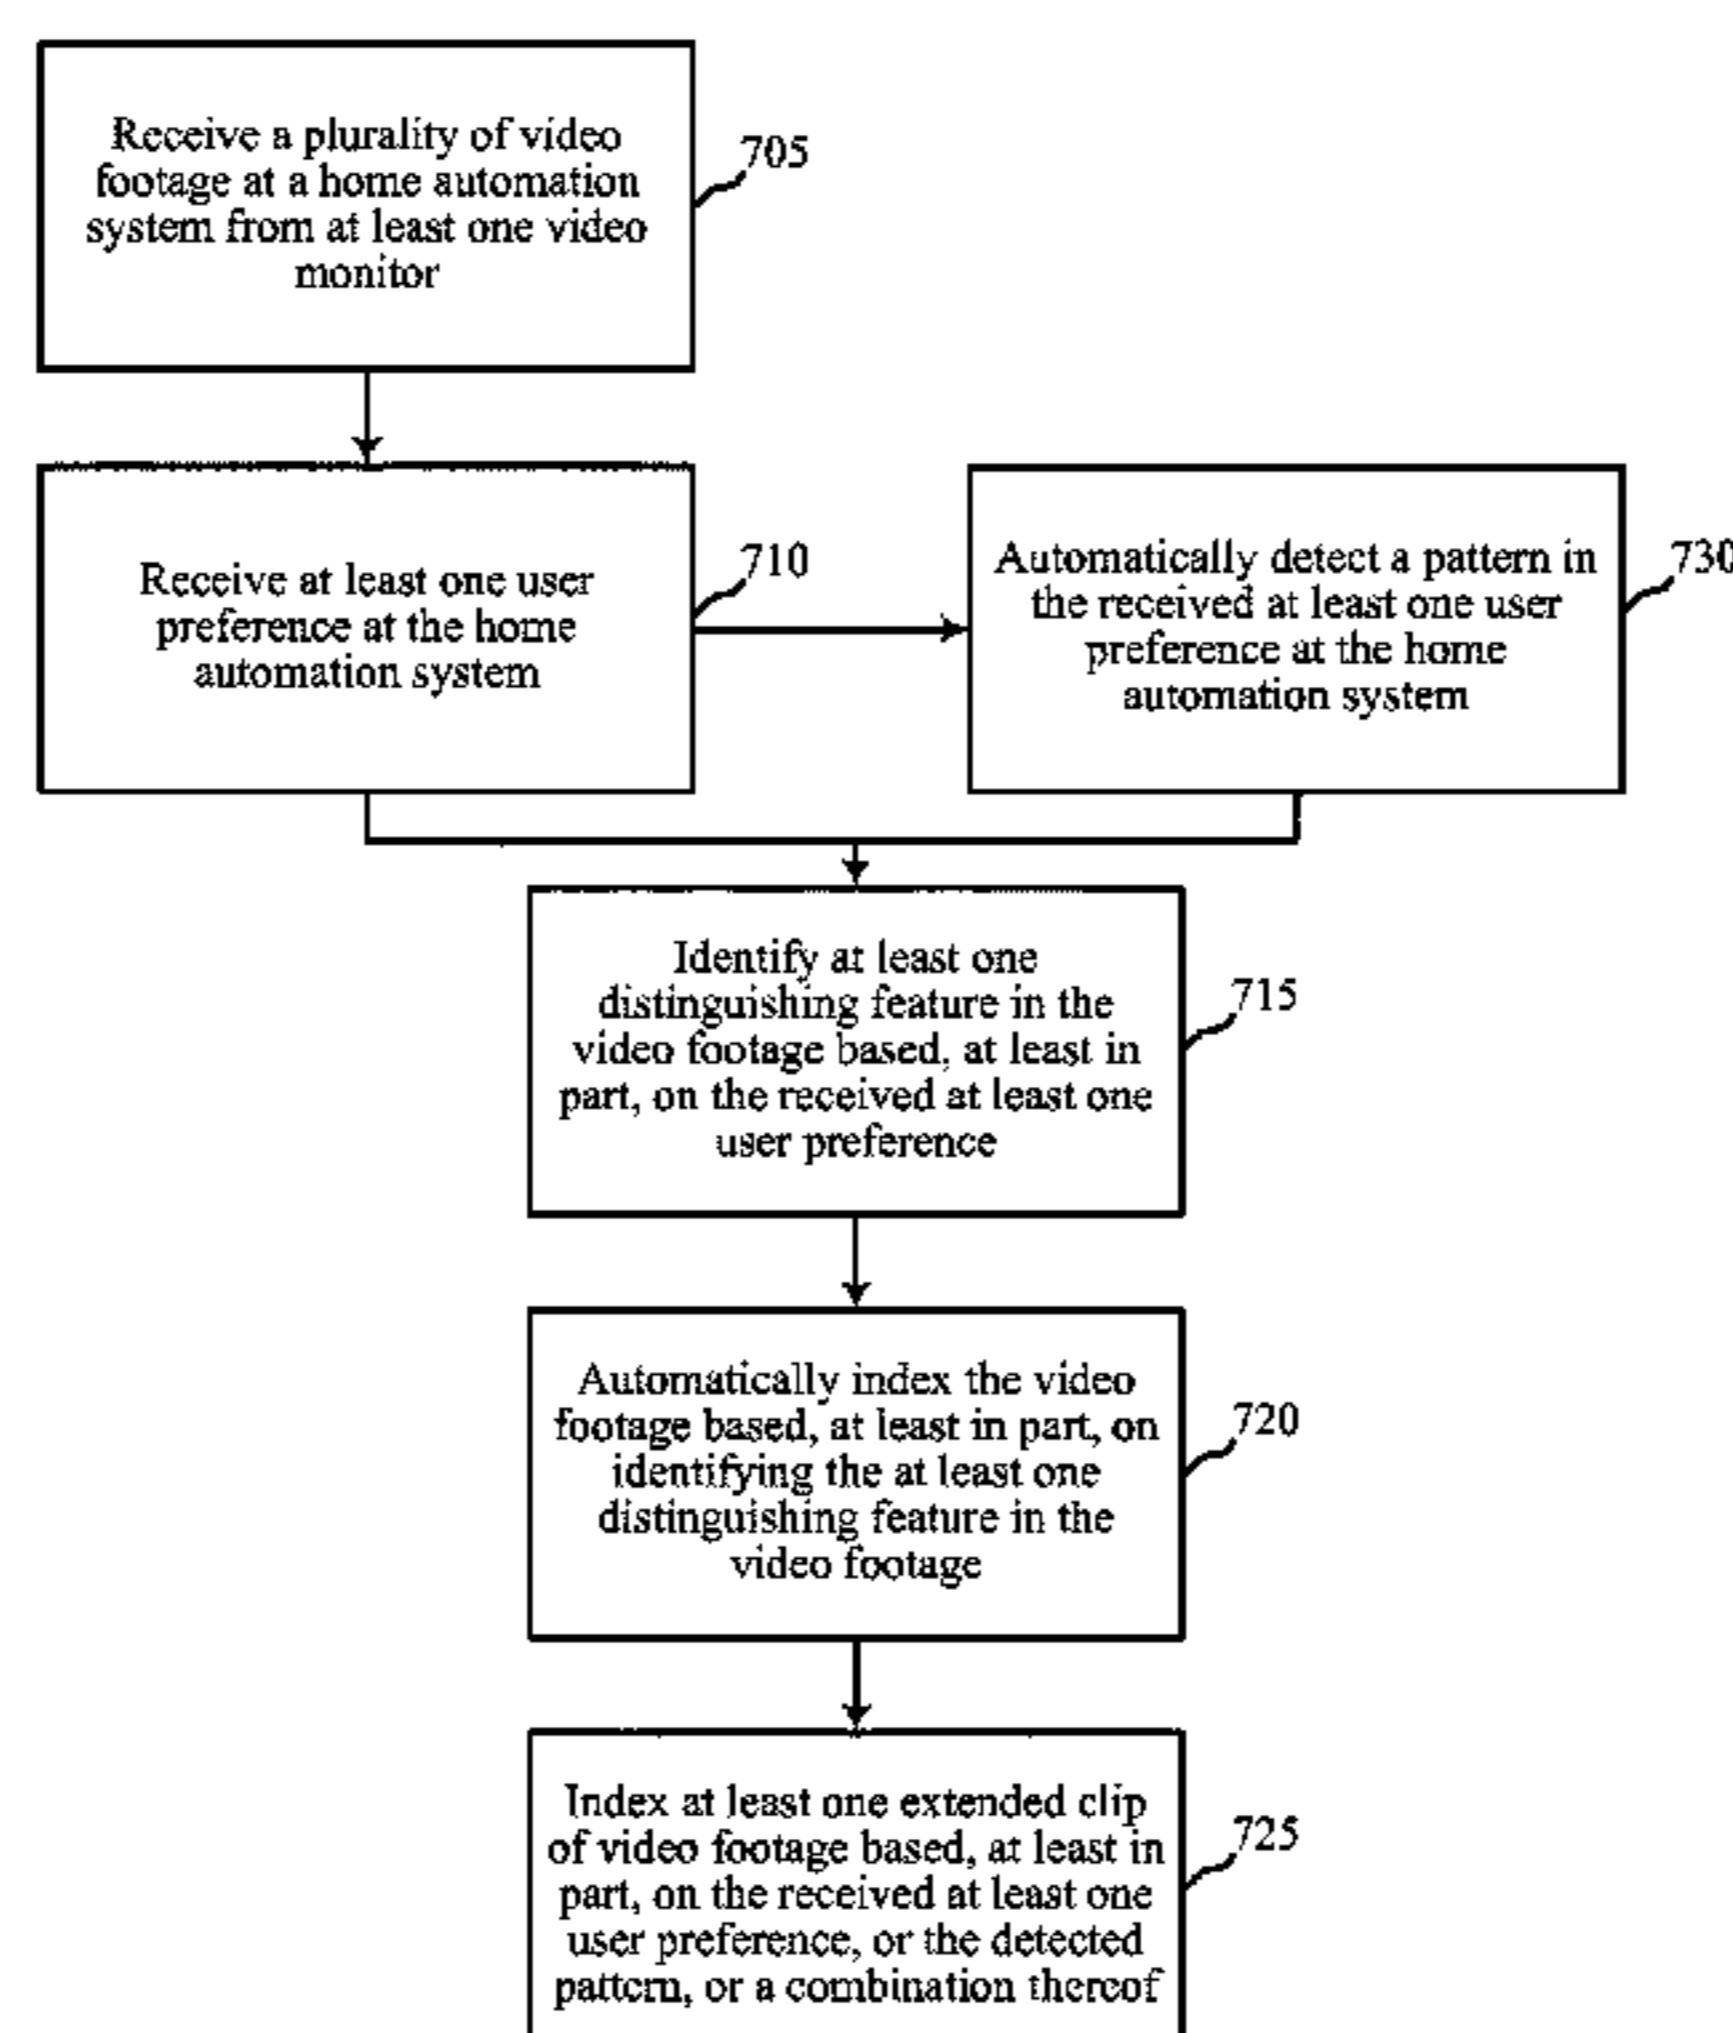 Receive a plurality of video
footage at a home automation
system from at least one video
monitor
705
Receive at least one user
preference at the home
automation system
710
Automatically detect a pattern in
the received at least one user
preference at the home
automation system
730
Identify at least one
distinguishing feature in the
video footage based, at least in
part, on the received at least one
user preference
715
Automatically index the video
footage based, at least in part, on
identifying the at least one
distinguishing feature in the
video footage
720
Index at least one extended clip
of video footage based, at least in
part, on the received at least one
user preference, or the detected
pattern, or a combination thereof
725